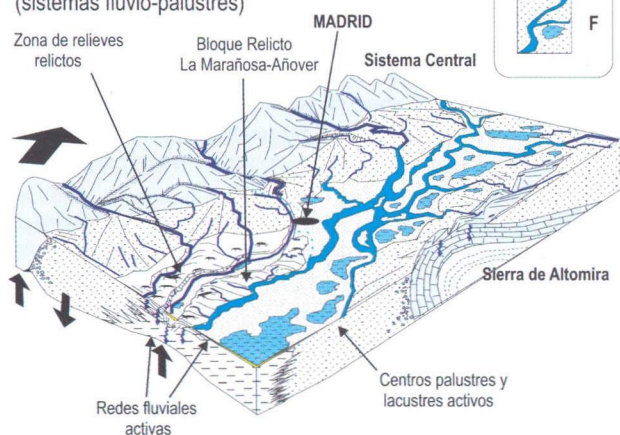 (sistemas fluvio-palustres)
F
MADRID
Zona de relieves
relictos
Bloque Relicto
La Marañosa-Añover
Sistema Central
Sierra de Altomira
Centros palustres y
lacustres activos
Redes fluviales
activas